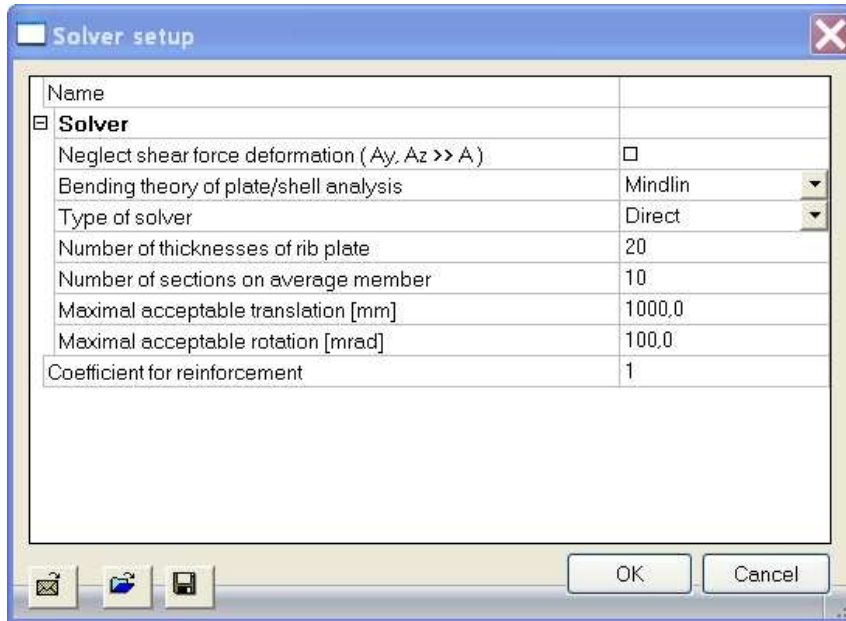 Solver setup
Name
Solver
Neglect shear force deformation ( Ay, Az >> A )
Bending theory of plate/shell analysis Mindlin
Type of solver Direct
Number of thicknesses of rib plate 20
Number of sections on average member 10
Maximal acceptable translation [mm] 1000,0
Maximal acceptable rotation [mrad] 100,0
Coefficient for reinforcement 1
OK Cancel